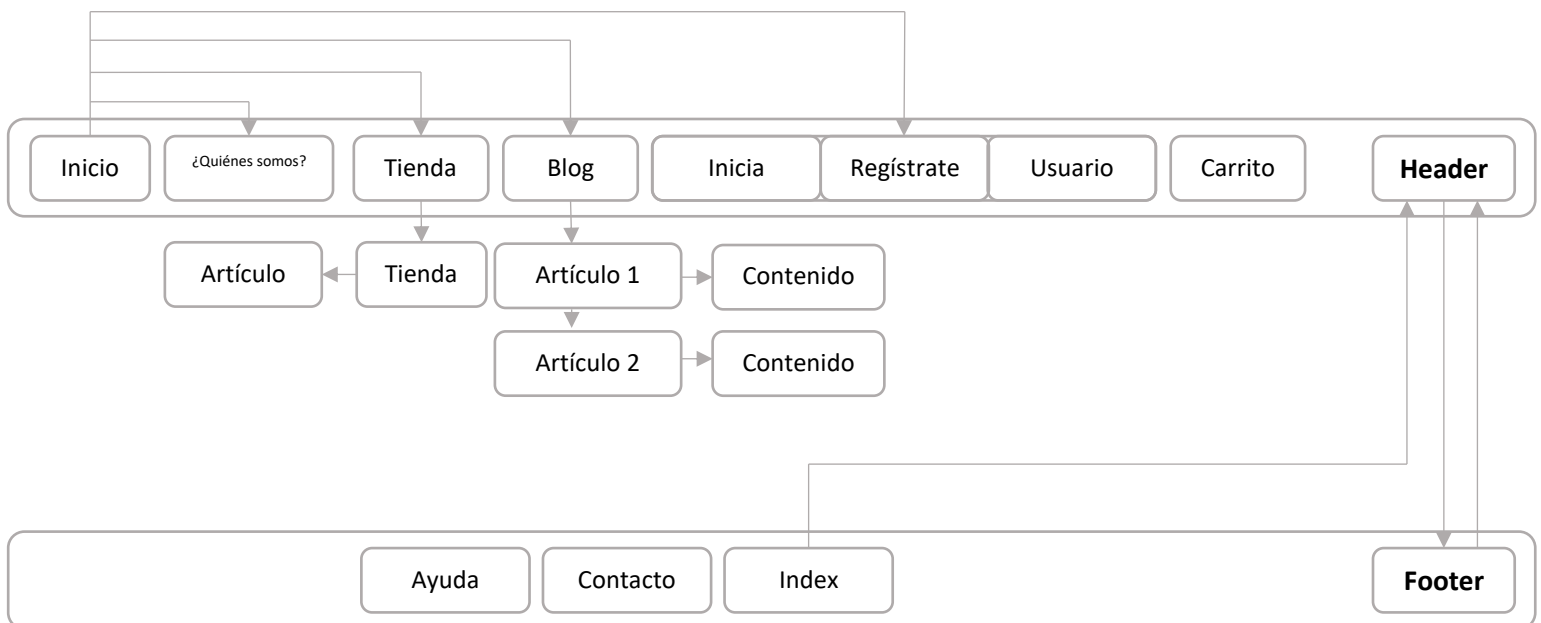 Inicio
¿Quiénes somos?
Tienda
Blog
Inicia
Regístrate
Usuario
Carrito
Header
Artículo
Tienda
Artículo 1
Contenido
Artículo 2
Contenido
Ayuda
Contacto
Index
Footer